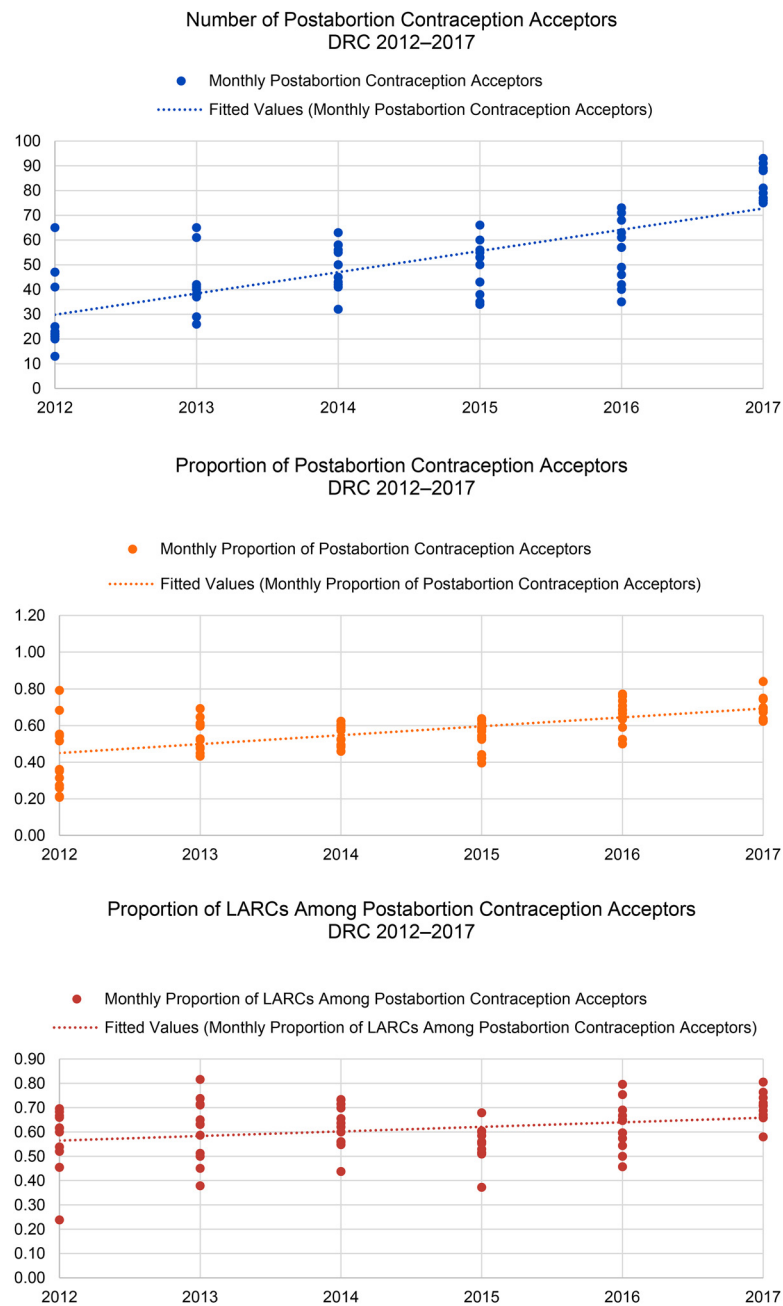 Number of Postabortion Contraception Acceptors
DRC 2012–2017
Monthly Postabortion Contraception Acceptors
Fitted Values (Monthly Postabortion Contraception Acceptors)
100
90
80
70
60
50
40
30
20
10
0
2012 2013 2014 2015 2016 2017
Proportion of Postabortion Contraception Acceptors
DRC 2012–2017
Monthly Proportion of Postabortion Contraception Acceptors
Fitted Values (Monthly Proportion of Postabortion Contraception Acceptors)
1.20
1.00
0.80
0.60
0.40
0.20
0.00
2012 2013 2014 2015 2016 2017
Proportion of LARCs Among Postabortion Contraception Acceptors
DRC 2012–2017
Monthly Proportion of LARCs Among Postabortion Contraception Acceptors
Fitted Values (Monthly Proportion of LARCs Among Postabortion Contraception Acceptors)
0.90
0.80
0.70
0.60
0.50
0.40
0.30
0.20
0.10
0.00
2012 2013 2014 2015 2016 2017